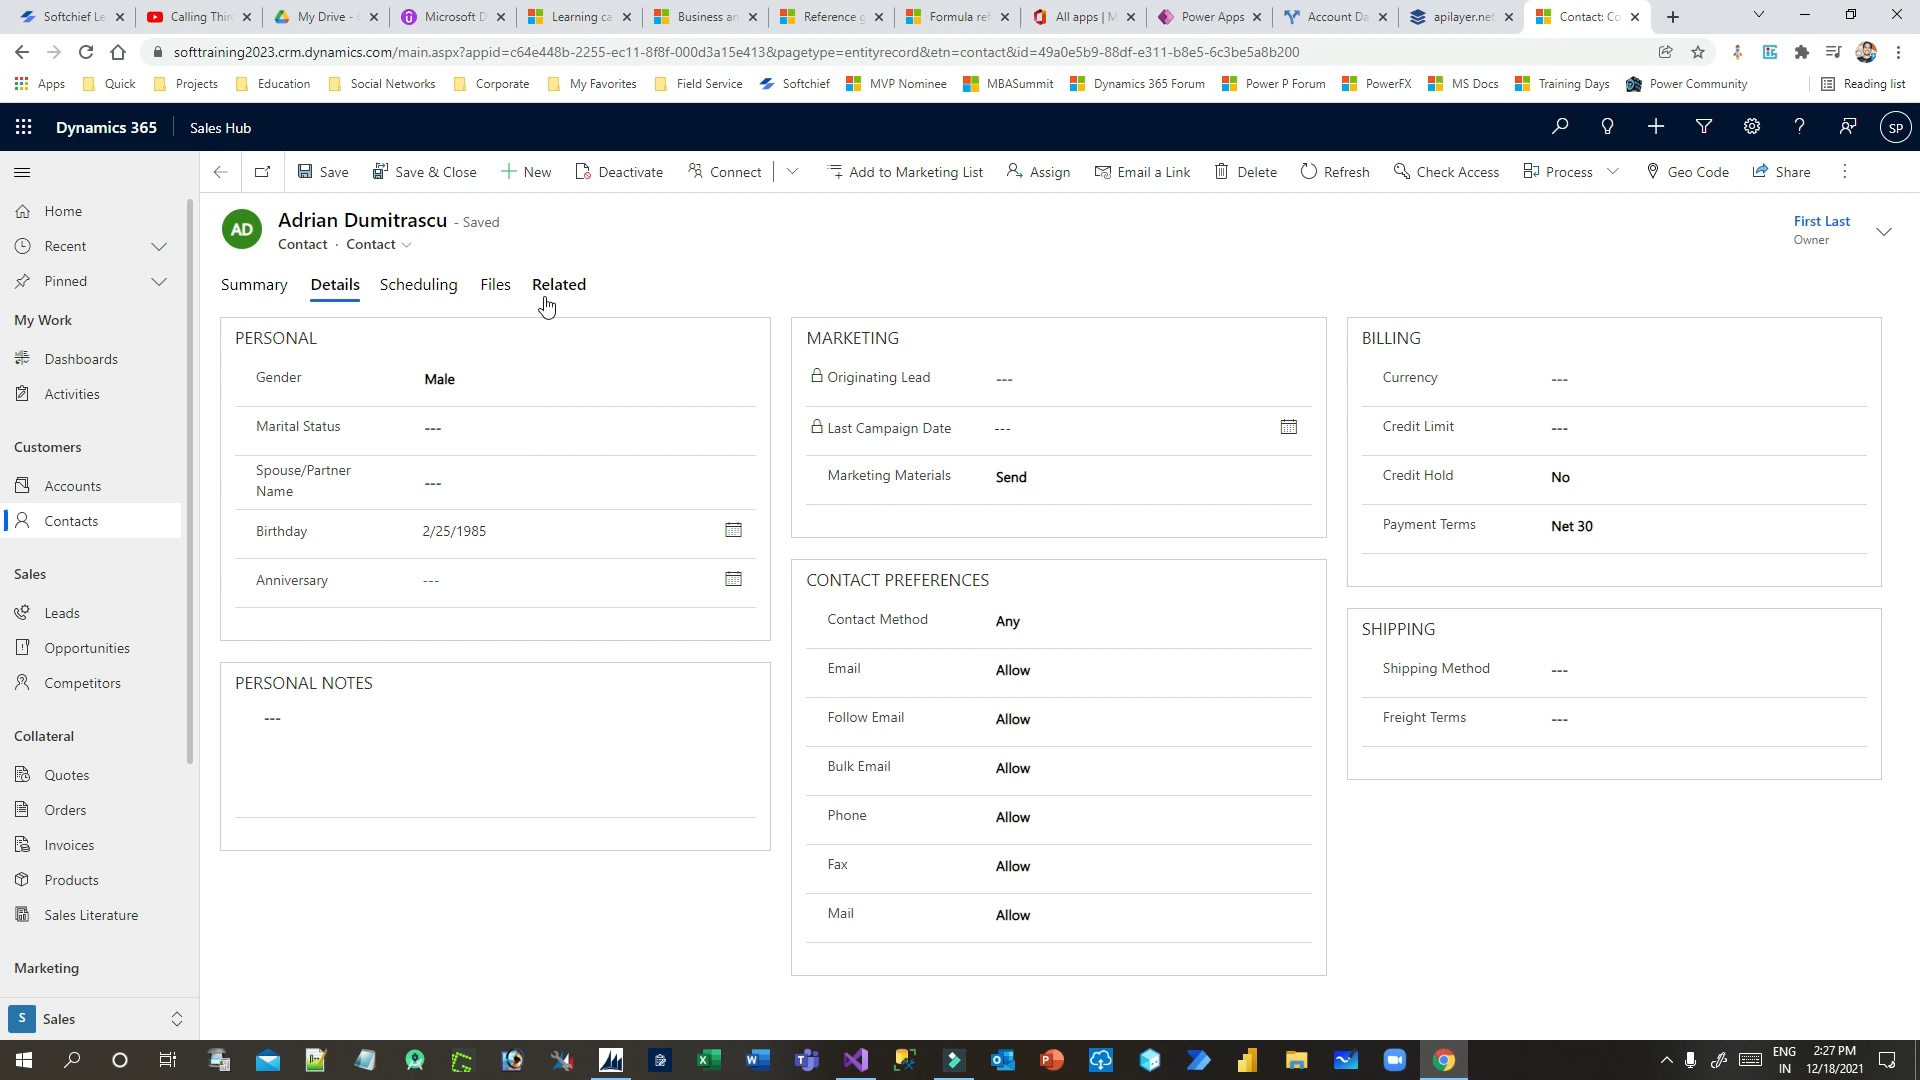 Softchief Le
Calling Thir
My Drive - G
Microsoft D
Learning ca
Business an
Reference g
Formula ref
All apps | M
Power Apps
Account Da
apilayer.net
Contact: Co
softtraining2023.crm.dynamics.com/main.aspx?appid=c64e448b-2255-ec11-8f8f-000d3a15e413&pagetype=entityrecord&etn=contact&id=49a0e5b9-88df-e311-b8e5-6c3be5a8b200
Apps
Quick
Projects
Education
Social Networks
Corporate
My Favorites
Field Service
Softchief
MVP Nominee
MBASummit
Dynamics 365 Forum
Power P Forum
PowerFX
MS Docs
Training Days
Power Community
Reading list
Dynamics 365
Sales Hub
SP
Save
Save & Close
New
Deactivate
Connect
Add to Marketing List
Assign
Email a Link
Delete
Refresh
Check Access
Process
Geo Code
Share
Home
Recent
Pinned
My Work
Dashboards
Activities
Customers
Accounts
Contacts
Sales
Leads
Opportunities
Competitors
Collateral
Quotes
Orders
Invoices
Products
Sales Literature
Marketing
S Sales
AD
Adrian Dumitrascu - Saved
Contact · Contact
First Last
Owner
Summary
Details
Scheduling
Files
Related
PERSONAL
Gender Male
Marital Status ---
Spouse/Partner
Name ---
Birthday 2/25/1985
Anniversary ---
PERSONAL NOTES
---
MARKETING
Originating Lead ---
Last Campaign Date ---
Marketing Materials Send
CONTACT PREFERENCES
Contact Method Any
Email Allow
Follow Email Allow
Bulk Email Allow
Phone Allow
Fax Allow
Mail Allow
BILLING
Currency ---
Credit Limit ---
Credit Hold No
Payment Terms Net 30
SHIPPING
Shipping Method ---
Freight Terms ---
ENG
IN
2:27 PM
12/18/2021